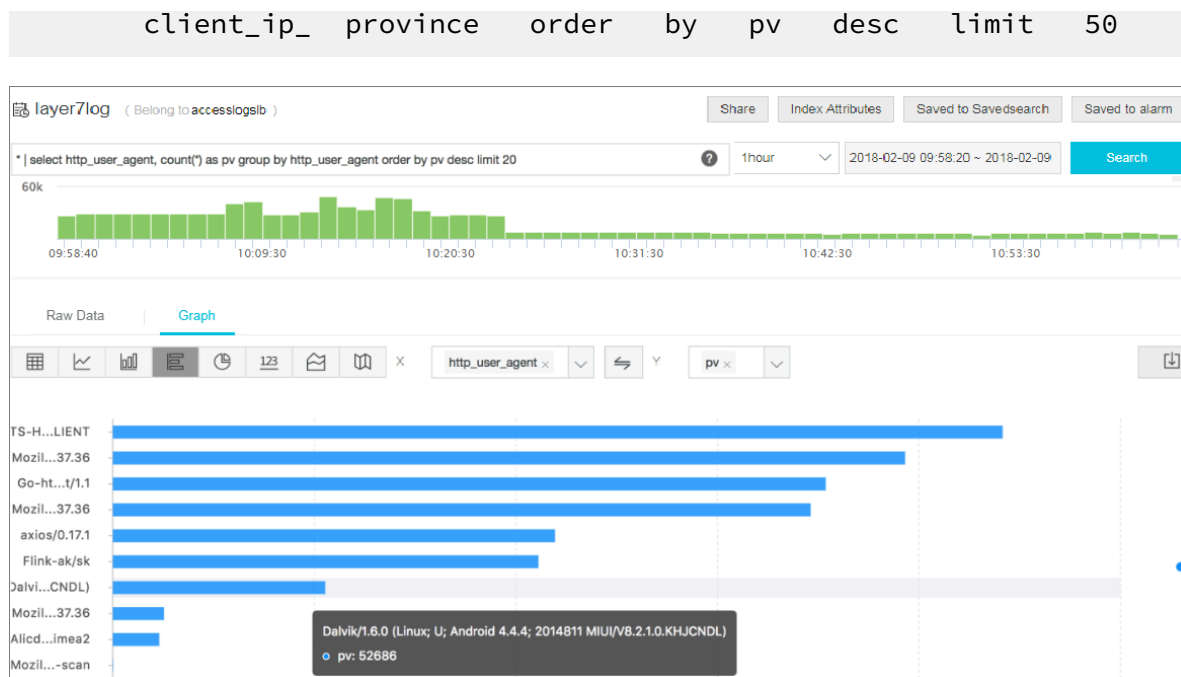 client_ip_ province order by pv desc limit 50
layer7log ( Belong to accesslogslb )
Share Index Attributes Saved to Savedsearch Saved to alarm
* | select http_user_agent, count(*) as pv group by http_user_agent order by pv desc limit 20 ? 1hour 2018-02-09 09:58:20 ~ 2018-02-09 Search
60k
09:58:40 10:09:30 10:20:30 10:31:30 10:42:30 10:53:30
Raw Data Graph
123 X http_user_agent × Y pv ×
TS-H...LIENT
Mozil...37.36
Go-ht...t/1.1
Mozil...37.36
axios/0.17.1
Flink-ak/sk
Dalvi...CNDL)
Mozil...37.36
Alicd...imea2
Mozil...-scan
Dalvik/1.6.0 (Linux; U; Android 4.4.4; 2014811 MIUI/V8.2.1.0.KHJCNDL)
pv: 52686